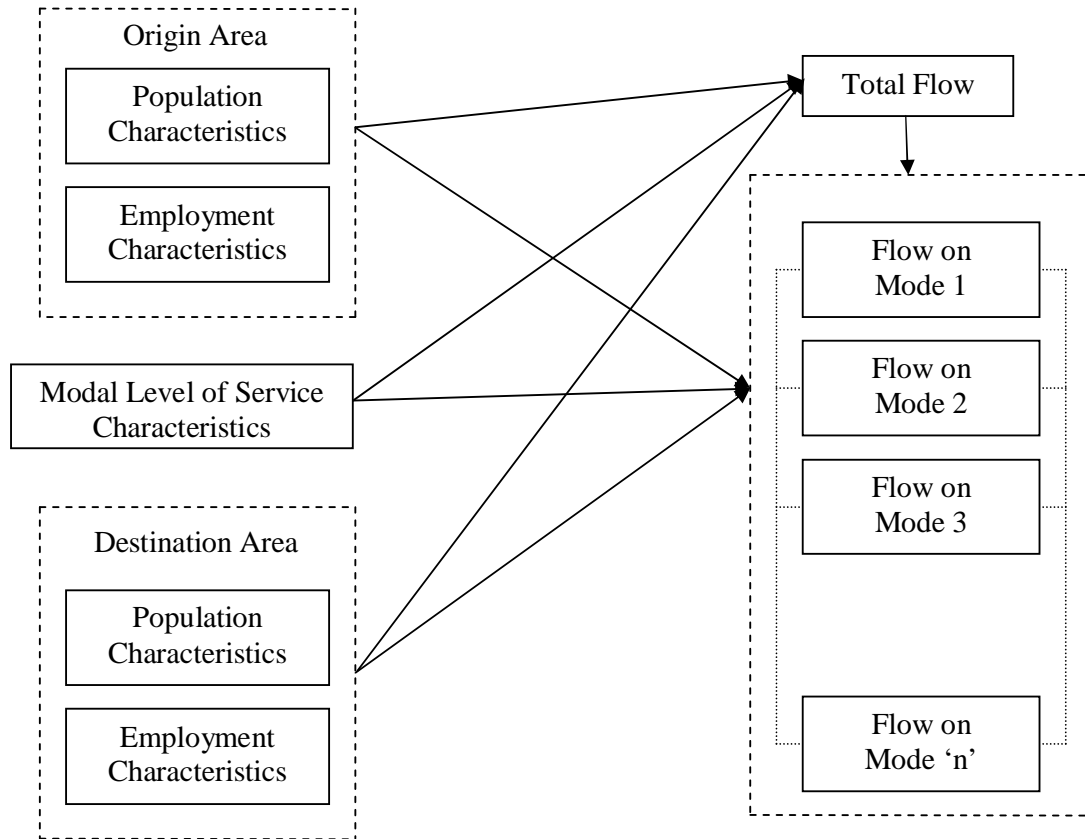 Origin Area
Population
Characteristics
Employment
Characteristics
Modal Level of Service
Characteristics
Destination Area
Population
Characteristics
Employment
Characteristics
Total Flow
Flow on
Mode 1
Flow on
Mode 2
Flow on
Mode 3
Flow on
Mode ‘n’